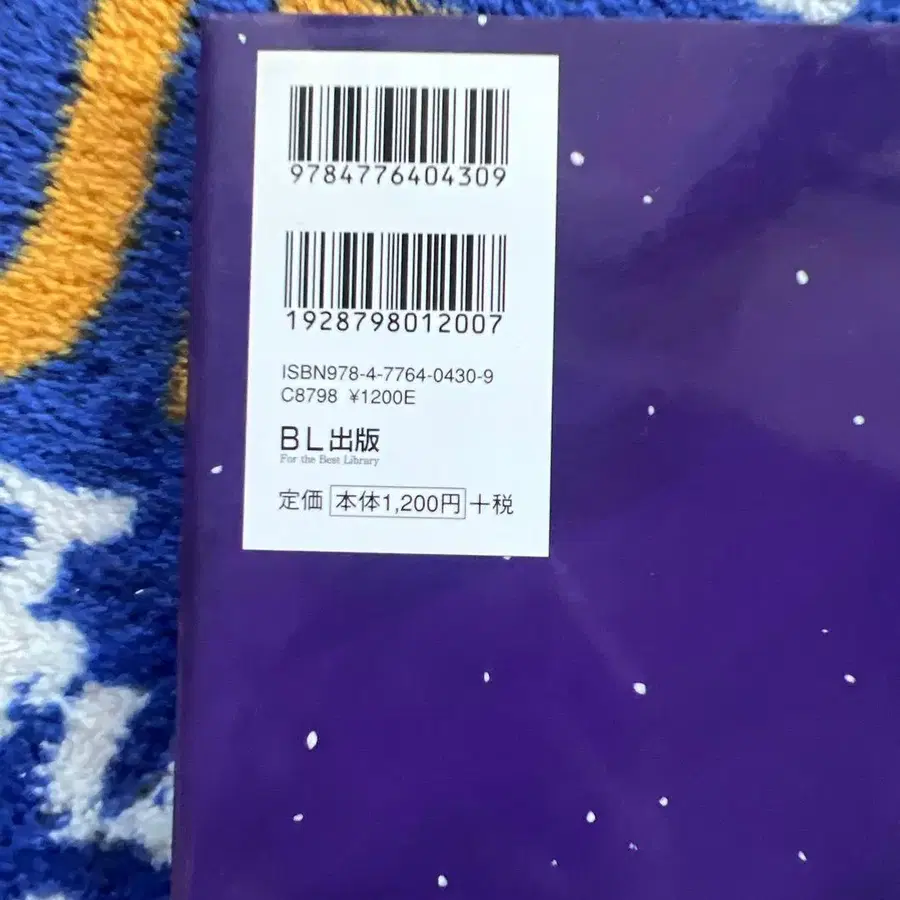 9784776404309
1928798012007
ISBN978-4-7764-0430-9
C8798 ¥1200E
BL出版
For the Best Library
定価 本体1,200円+税